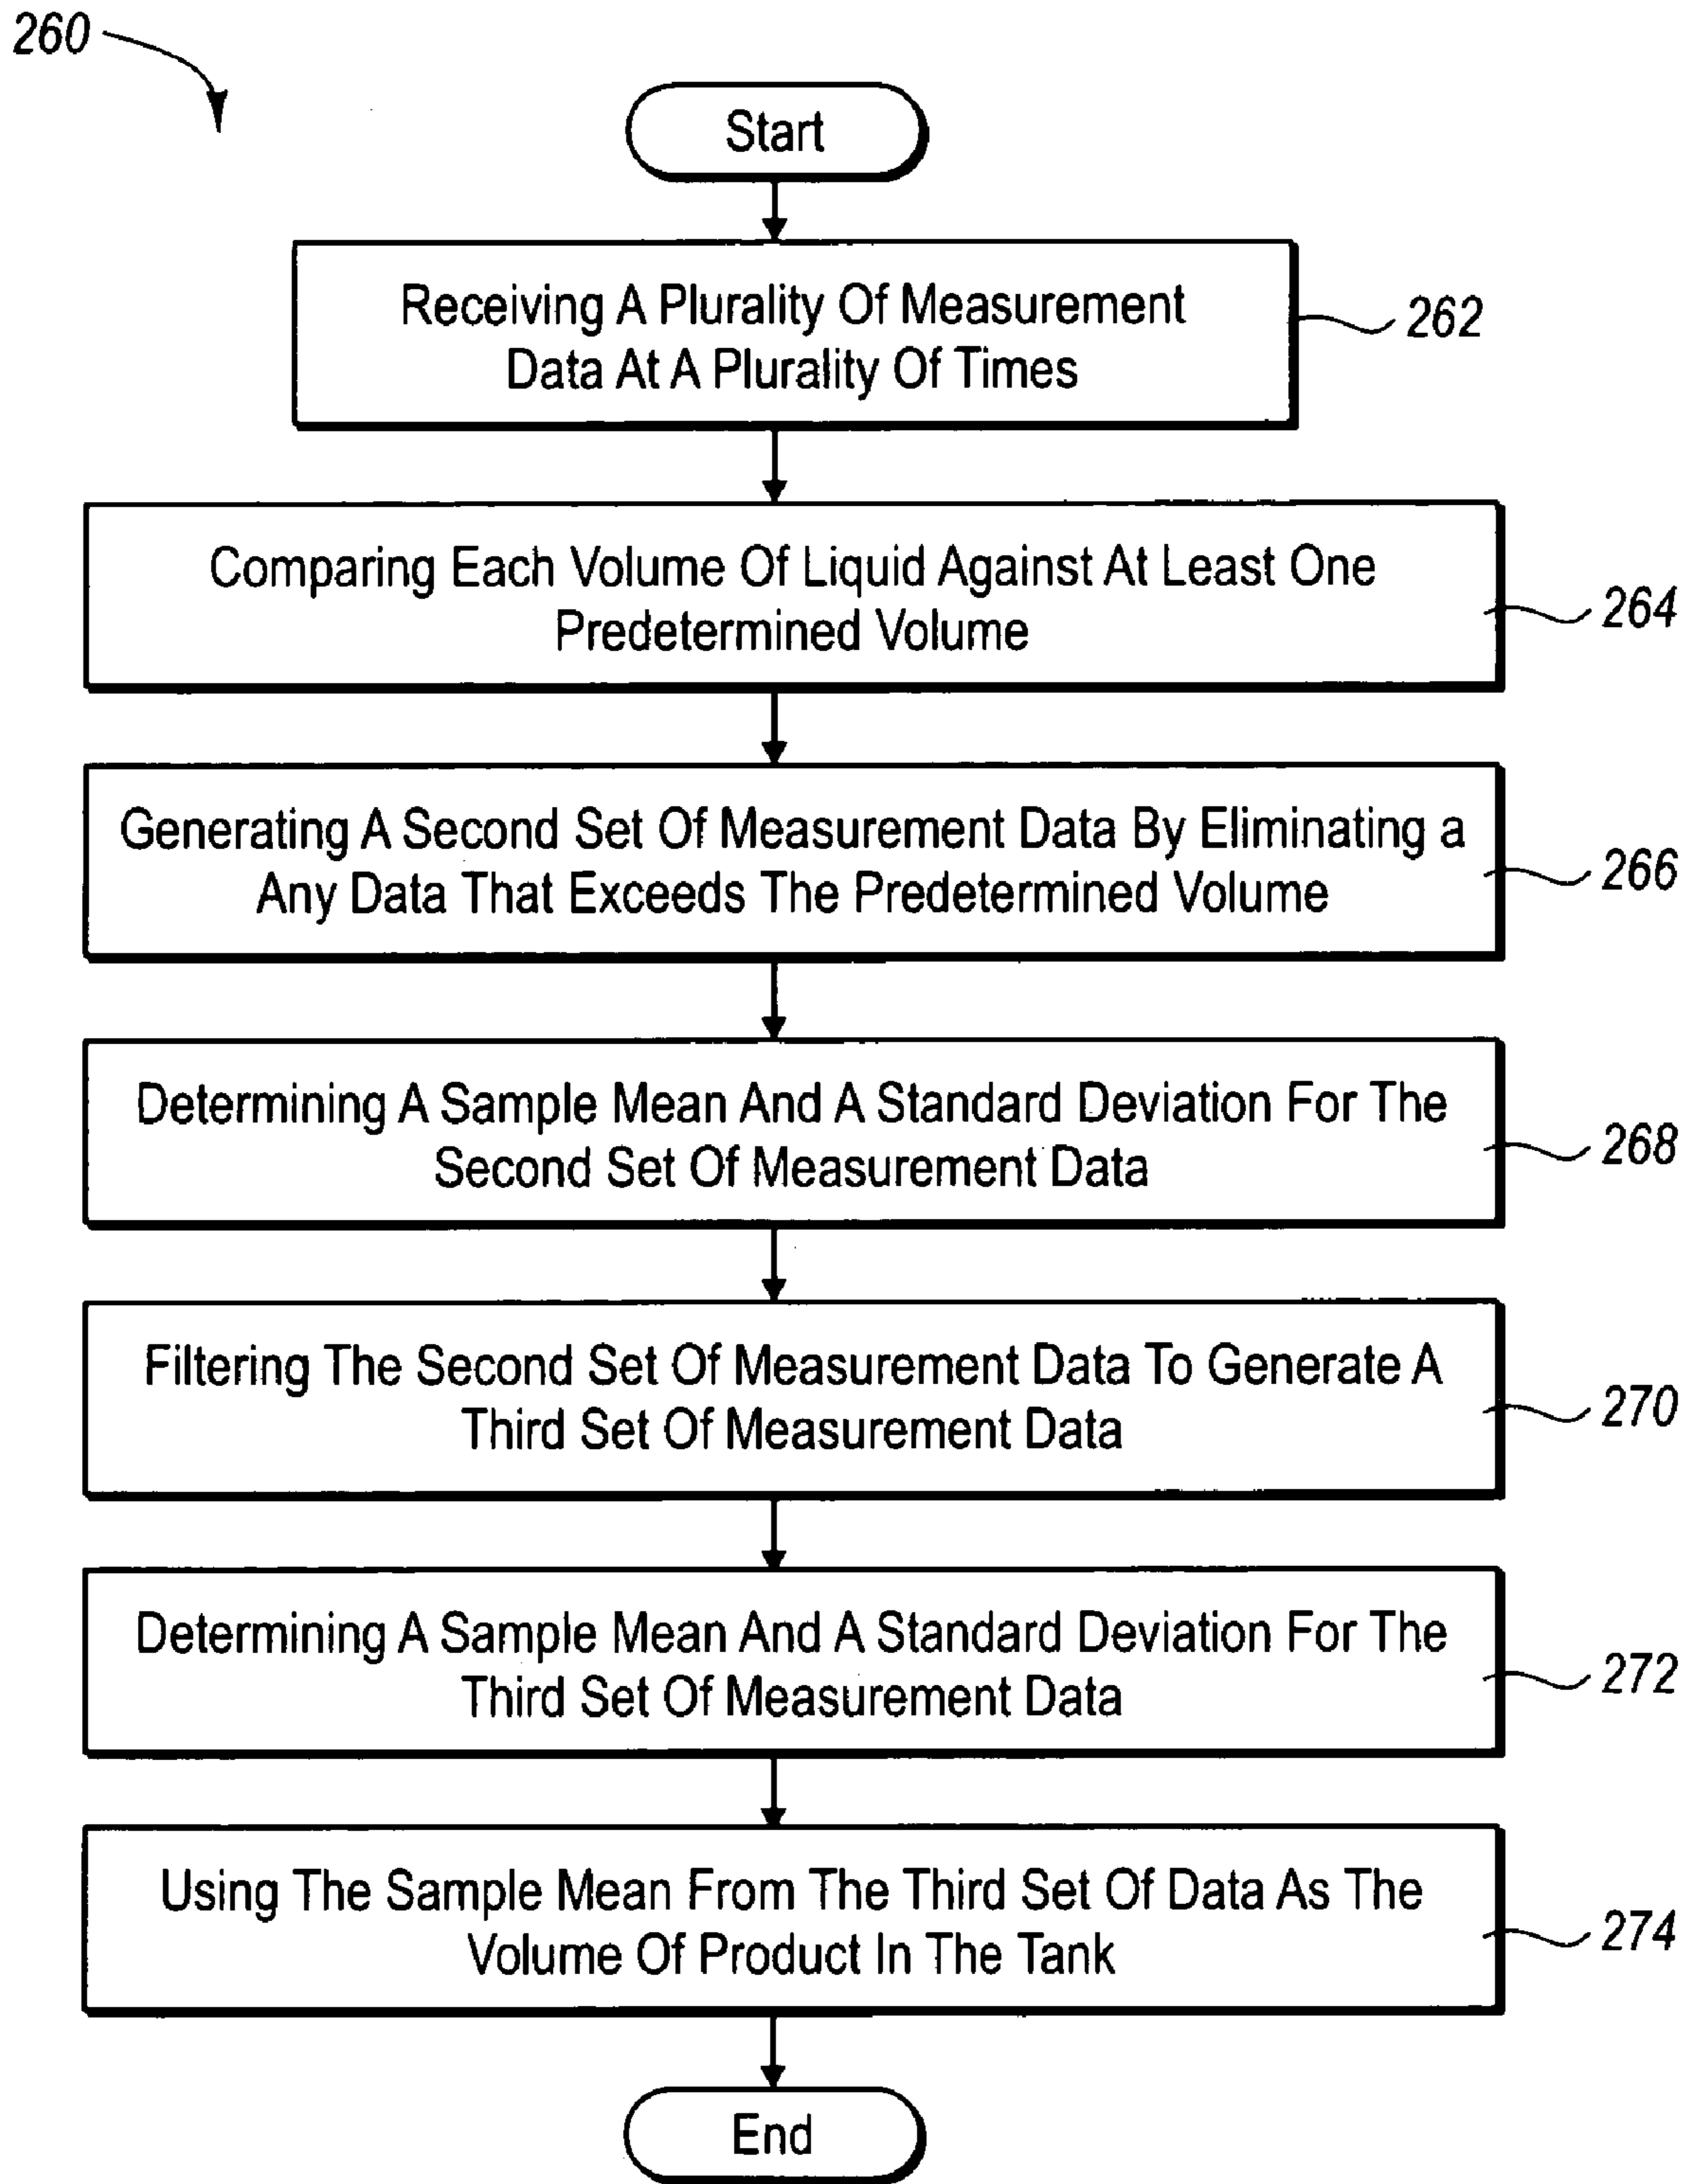 260
Start
Receiving A Plurality Of Measurement
Data At A Plurality Of Times
262
Comparing Each Volume Of Liquid Against At Least One
Predetermined Volume
264
Generating A Second Set Of Measurement Data By Eliminating a
Any Data That Exceeds The Predetermined Volume
266
Determining A Sample Mean And A Standard Deviation For The
Second Set Of Measurement Data
268
Filtering The Second Set Of Measurement Data To Generate A
Third Set Of Measurement Data
270
Determining A Sample Mean And A Standard Deviation For The
Third Set Of Measurement Data
272
Using The Sample Mean From The Third Set Of Data As The
Volume Of Product In The Tank
274
End